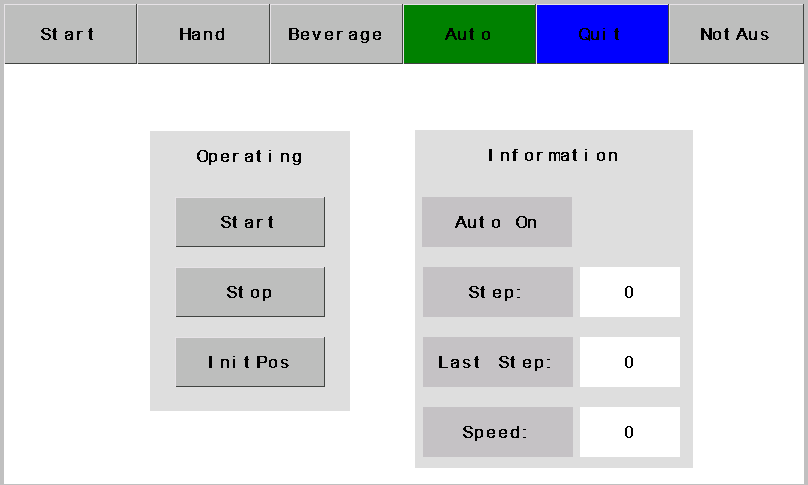 Start Hand Beverage Auto Quit Not Aus
Operating
Start
Stop
Init Pos
Information
Auto On
Step: 0
Last Step: 0
Speed: 0